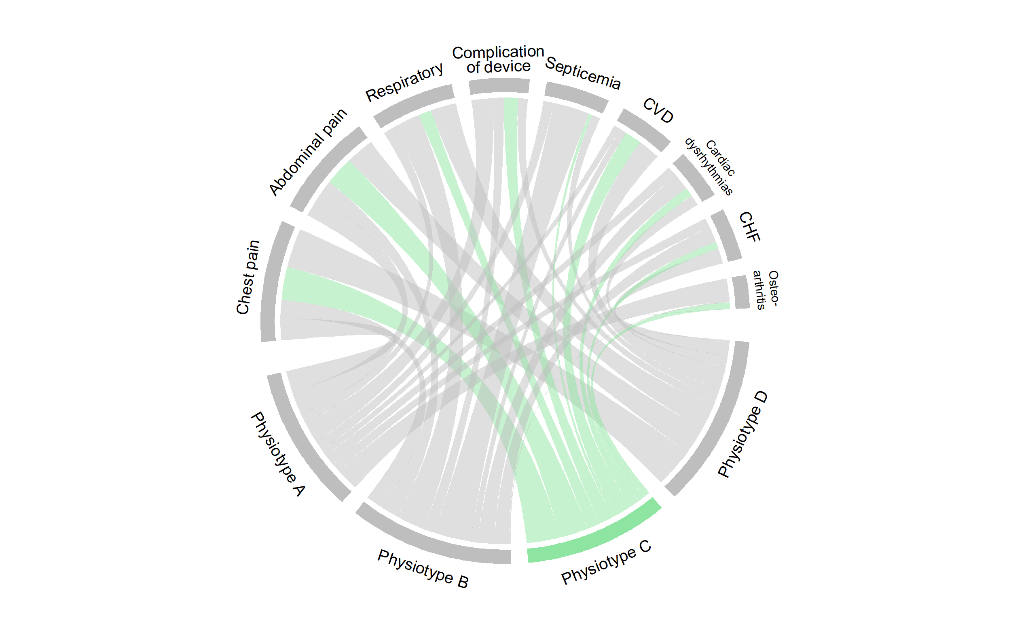 Complication
of device
Septicemia
Respiratory
CVD
Cardiac
dysrhythmias
Abdominal pain
CHF
Chest pain
Osteo-
arthritis
Physiotype A
Physiotype D
Physiotype B
Physiotype C